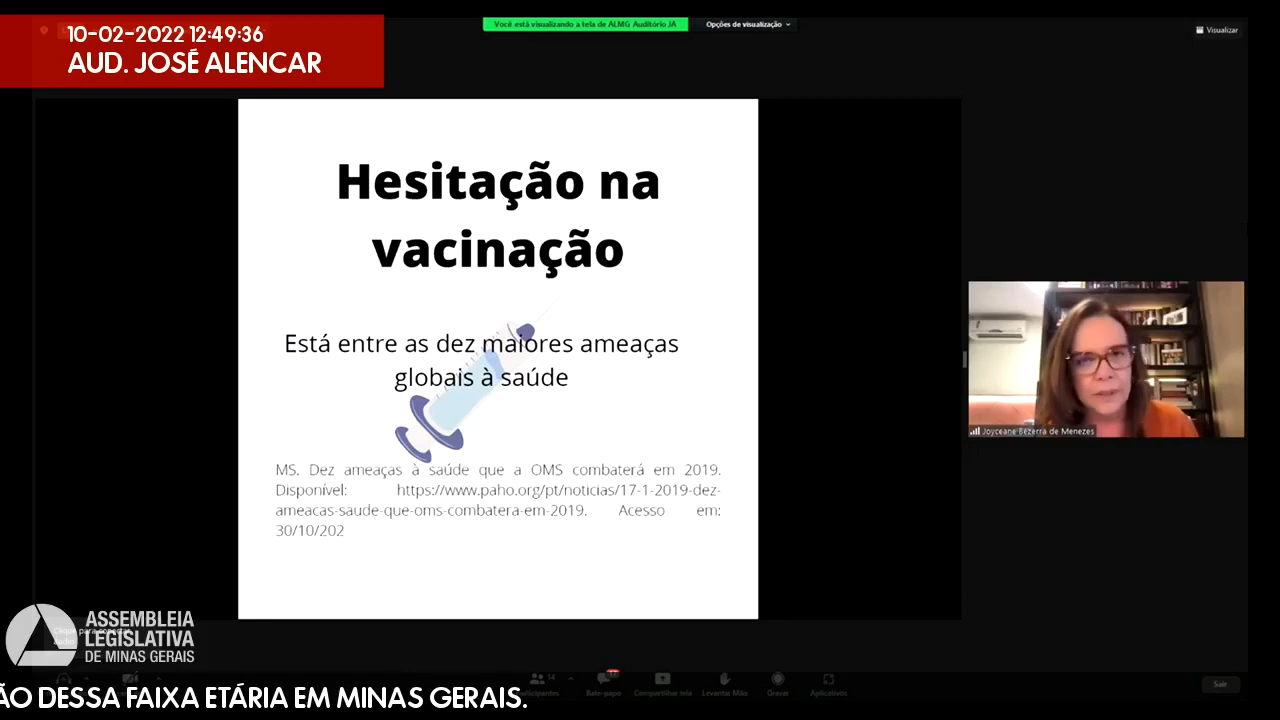 Você está visualizando a tela de ALMG Auditório JA
Opções de visualização
10-02-2022 12:49:36
AUD. JOSÉ ALENCAR
Visualizar
Hesitação na
vacinação
Está entre as dez maiores ameaças
globais à saúde
MS. Dez ameaças à saúde que a OMS combaterá em 2019.
Disponível: https://www.paho.org/pt/noticias/17-1-2019-dez-
ameacas-saude-que-oms-combatera-em-2019. Acesso em:
30/10/202
Joyceane Bezerra de Menezes
ASSEMBLEIA
LEGISLATIVA
DE MINAS GERAIS
14
Bate-papo
Compartilhar tela
Levantar Mão
Gravar
Aplicativos
Sair
ÃO DESSA FAIXA ETÁRIA EM MINAS GERAIS.